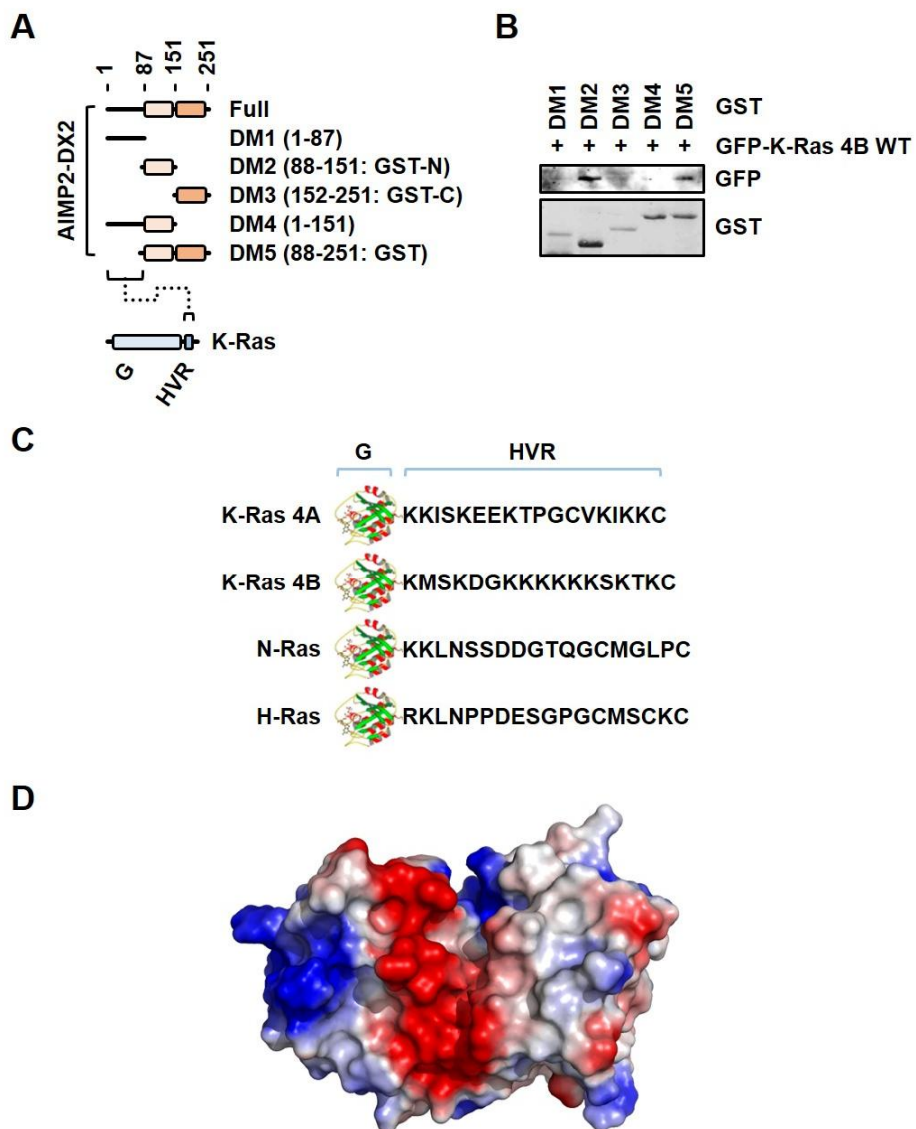 A
1
87
151
251
AIMP2-DX2
Full
DM1 (1-87)
DM2 (88-151: GST-N)
DM3 (152-251: GST-C)
DM4 (1-151)
DM5 (88-251: GST)
K-Ras
G
HVR
B
DM1
DM2
DM3
DM4
DM5
GST
+ + + + + GFP-K-Ras 4B WT
GFP
GST
C
G HVR
K-Ras 4A KKISKEEKTPGCVKIKKC
K-Ras 4B KMSKDGKKKKKKSKTKC
N-Ras KKLNSSDDGTQGCMGLPC
H-Ras RKLNPPDESGPGCMSCKC
D